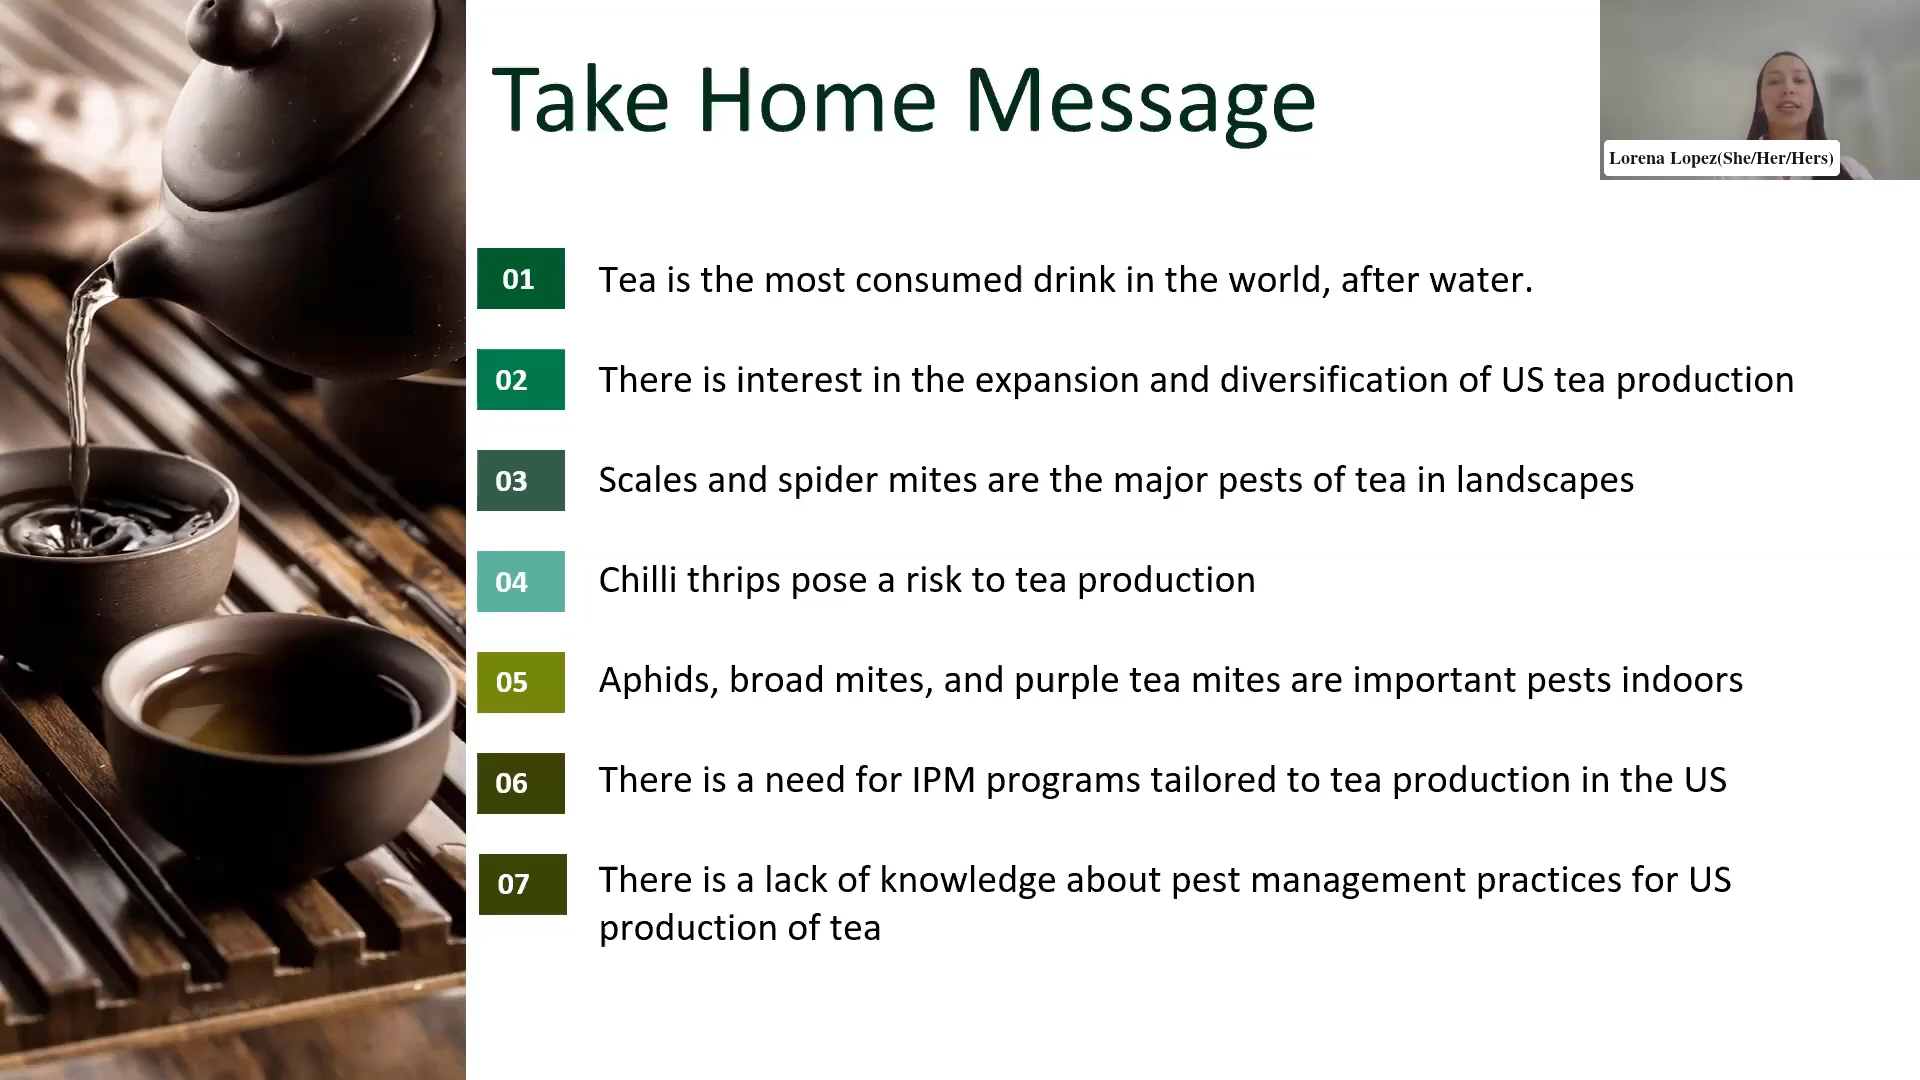 Take Home Message
Lorena Lopez(She/Her/Hers)
01 Tea is the most consumed drink in the world, after water.
02 There is interest in the expansion and diversification of US tea production
03 Scales and spider mites are the major pests of tea in landscapes
04 Chilli thrips pose a risk to tea production
05 Aphids, broad mites, and purple tea mites are important pests indoors
06 There is a need for IPM programs tailored to tea production in the US
07 There is a lack of knowledge about pest management practices for US
production of tea